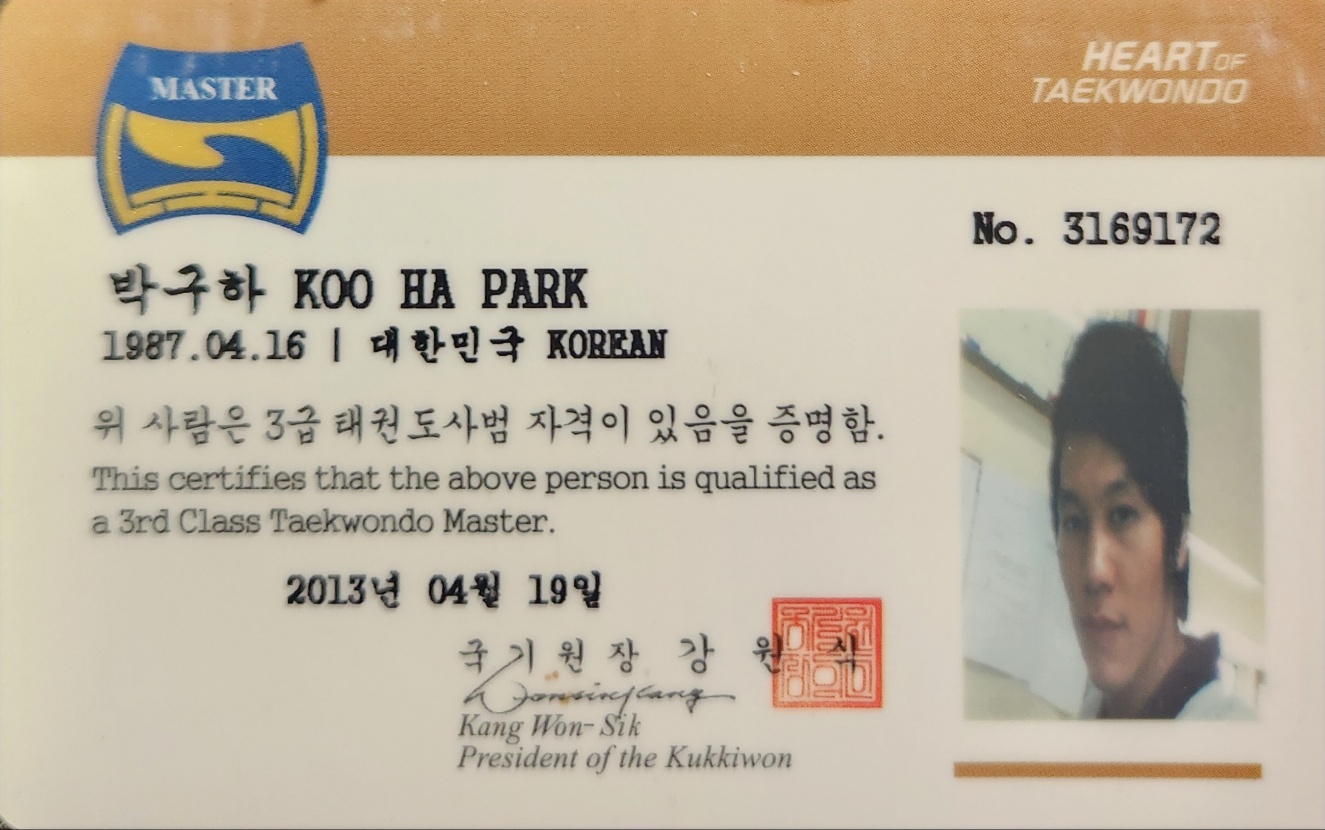 MASTER
HEART OF
TAEKWONDO
No. 3169172
박구하 KOO HA PARK
1987.04.16 | 대한민국 KOREAN
위 사람은 3급 태권도사범 자격이 있음을 증명함.
This certifies that the above person is qualified as
a 3rd Class Taekwondo Master.
2013년 04월 19일
국 기 원 장 강 원 식
Kang Won-Sik
President of the Kukkiwon